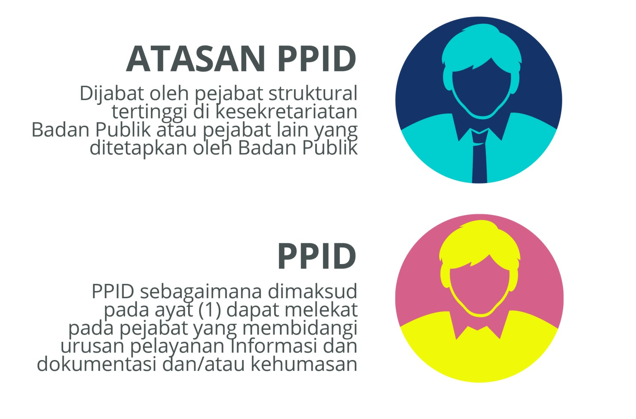 ATASAN PPID
Dijabat oleh pejabat struktural
tertinggi di kesekretariatan
Badan Publik atau pejabat lain yang
ditetapkan oleh Badan Publik
PPID
PPID sebagaimana dimaksud
pada ayat (1) dapat melekat
pada pejabat yang membidangi
urusan pelayanan Informasi dan
dokumentasi dan/atau kehumasan